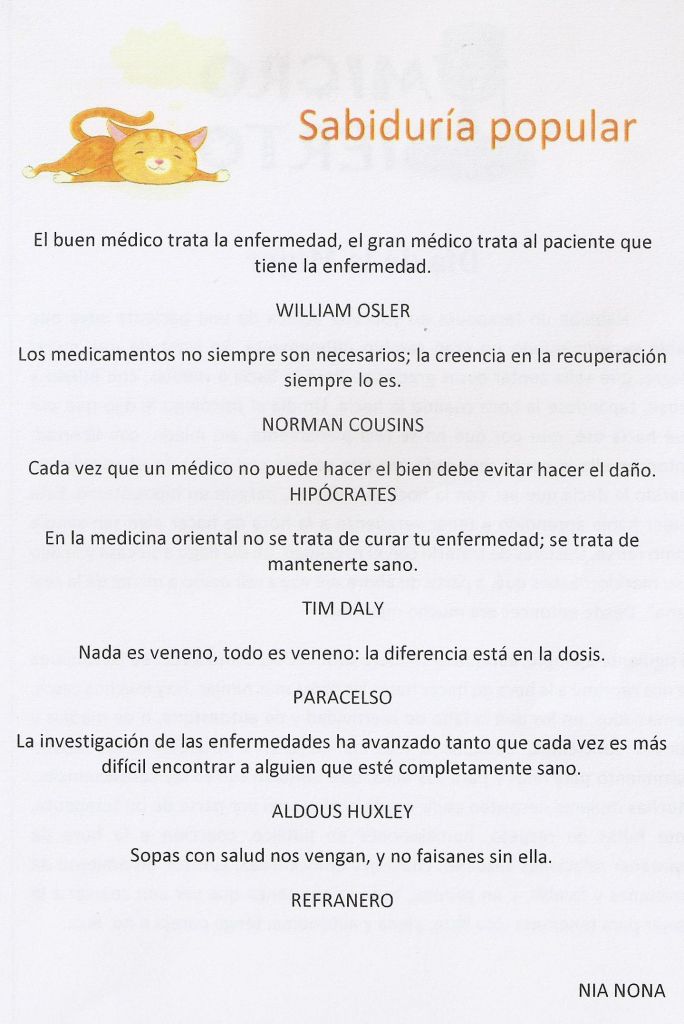 Sabiduría popular
El buen médico trata la enfermedad, el gran médico trata al paciente que
tiene la enfermedad.
WILLIAM OSLER
Los medicamentos no siempre son necesarios; la creencia en la recuperación
siempre lo es.
NORMAN COUSINS
Cada vez que un médico no puede hacer el bien debe evitar hacer el daño.
HIPÓCRATES
En la medicina oriental no se trata de curar tu enfermedad; se trata de
mantenerte sano.
TIM DALY
Nada es veneno, todo es veneno: la diferencia está en la dosis.
PARACELSO
La investigación de las enfermedades ha avanzado tanto que cada vez es más
difícil encontrar a alguien que esté completamente sano.
ALDOUS HUXLEY
Sopas con salud nos vengan, y no faisanes sin ella.
REFRANERO
NIA NONA